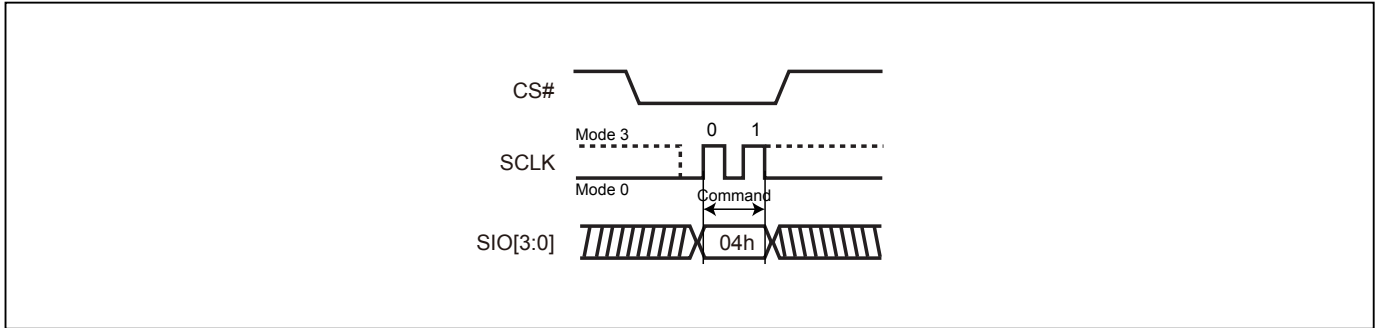 CS#
Mode 3
0 1
SCLK
Mode 0
Command
SIO[3:0]
04h